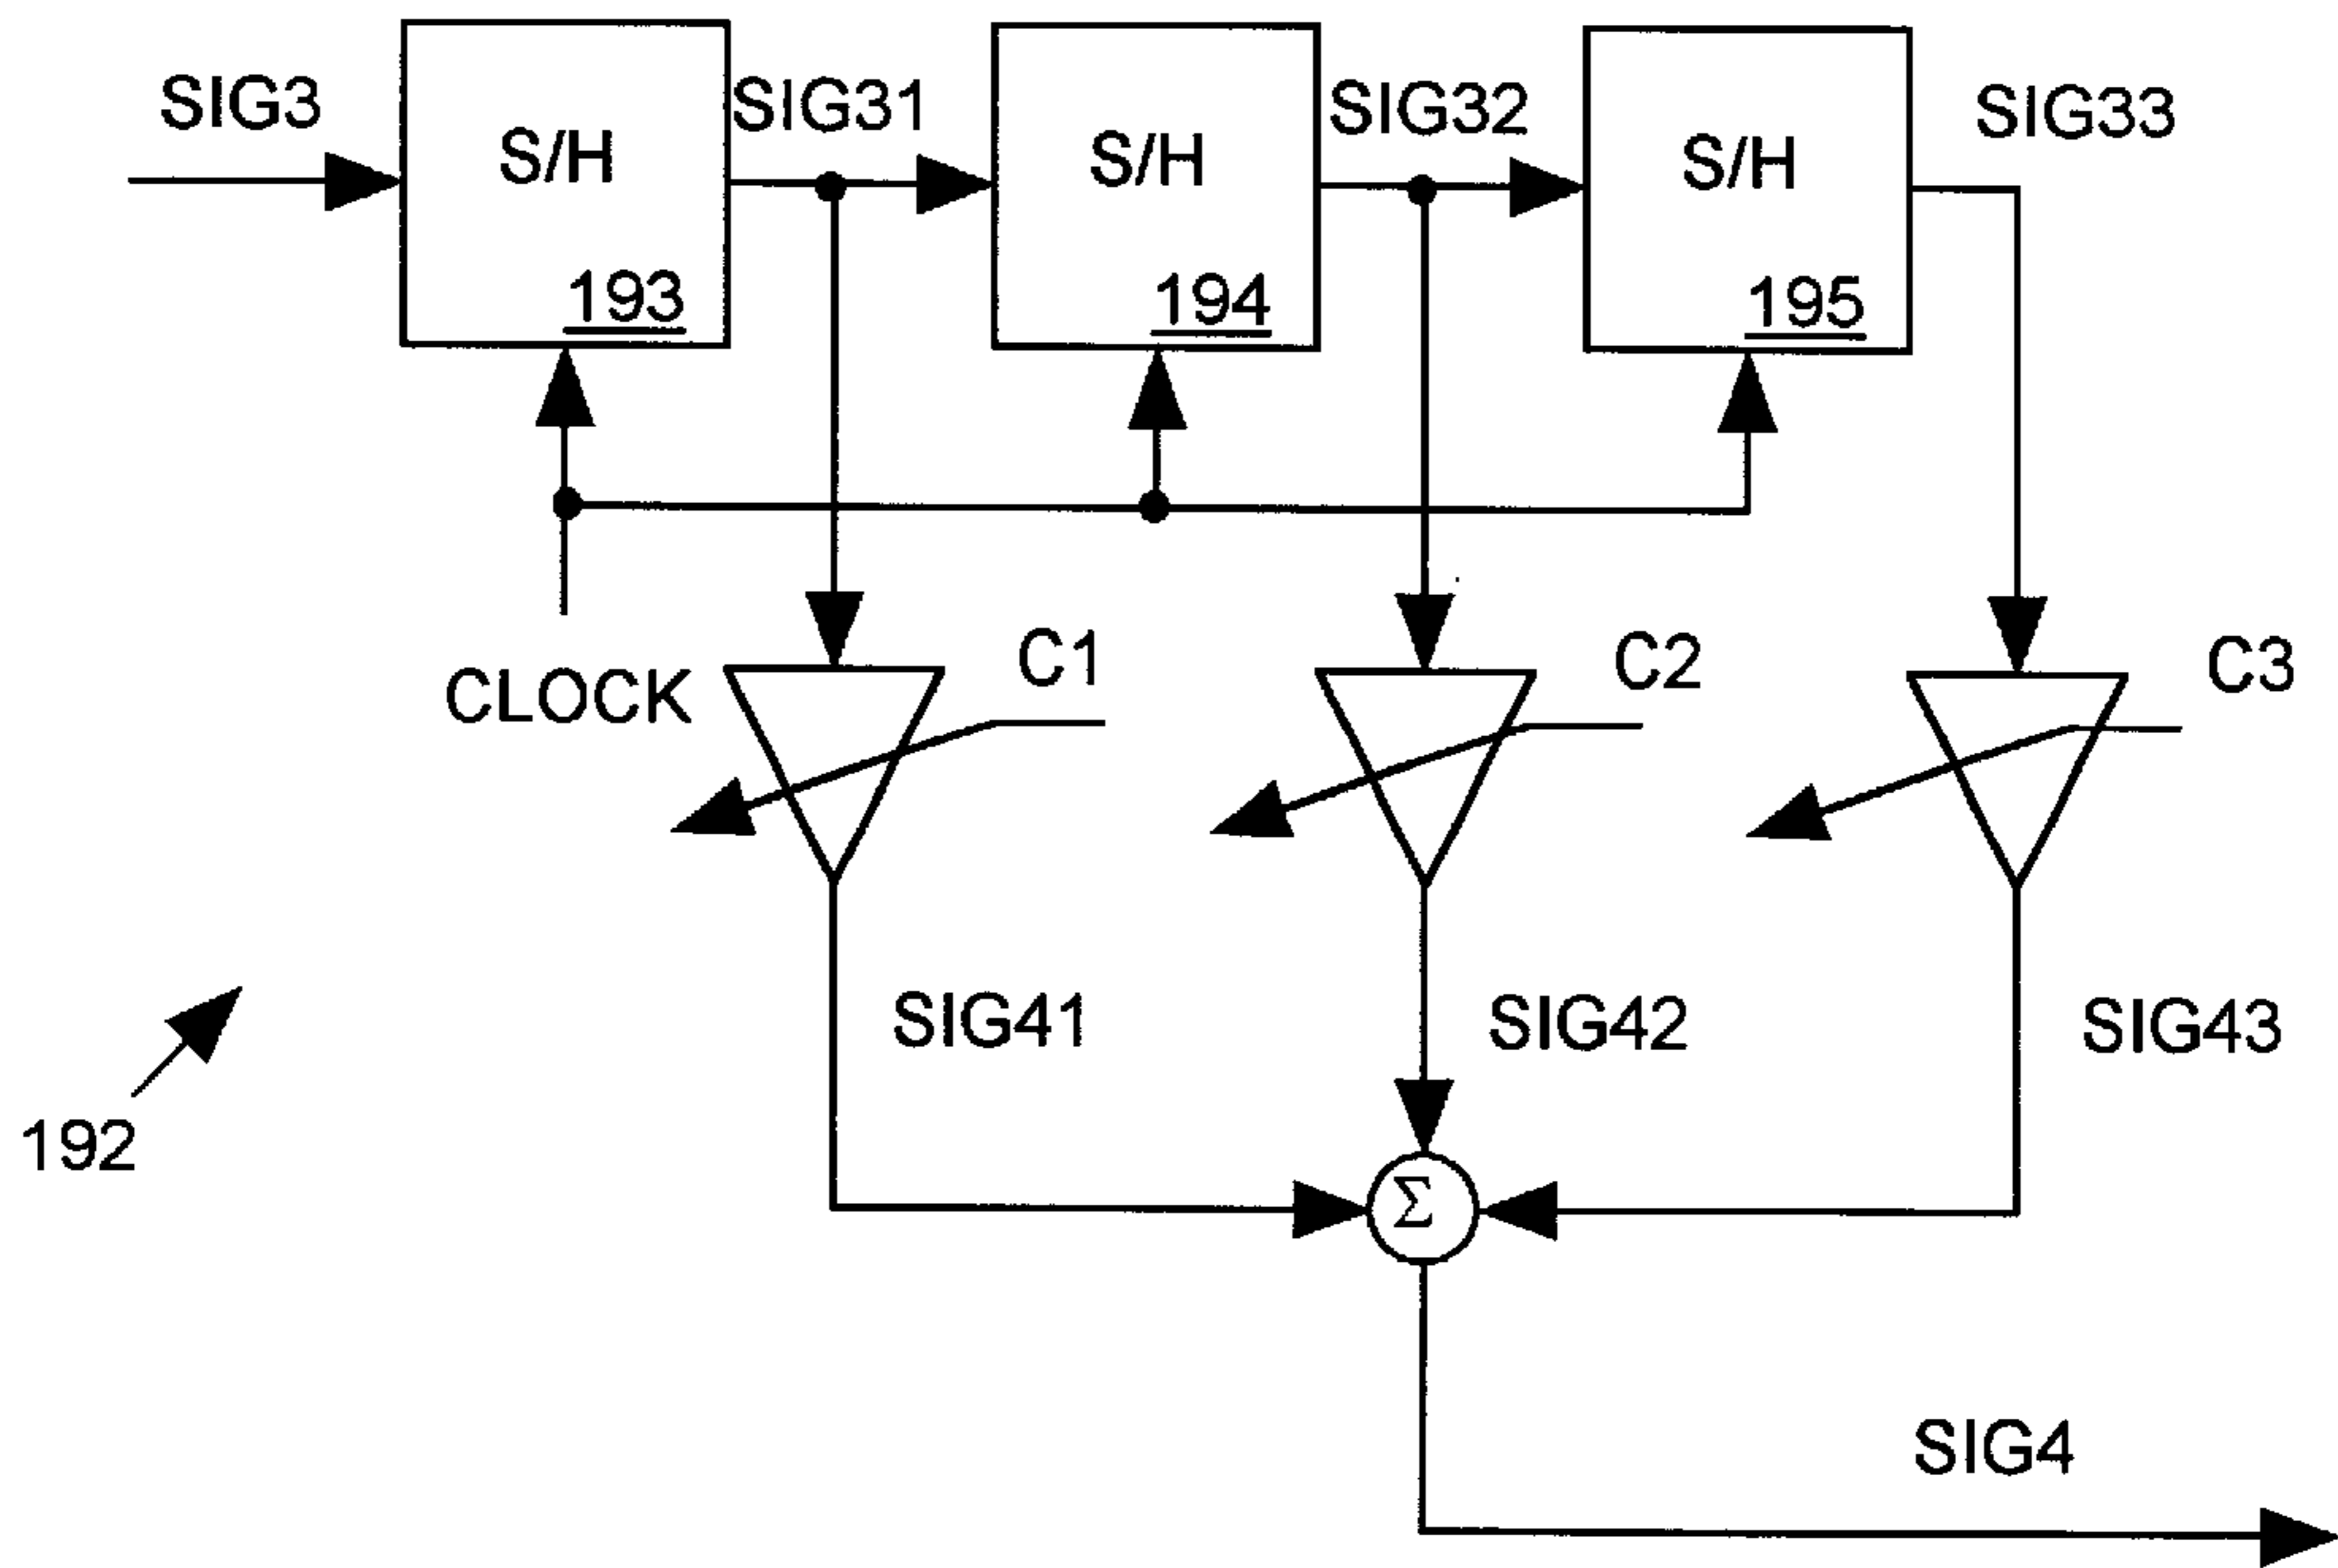 SIG3
S/H
193
SIG31
S/H
194
SIG32
S/H
195
SIG33
CLOCK
C1
C2
C3
SIG41
SIG42
SIG43
192
Σ
SIG4